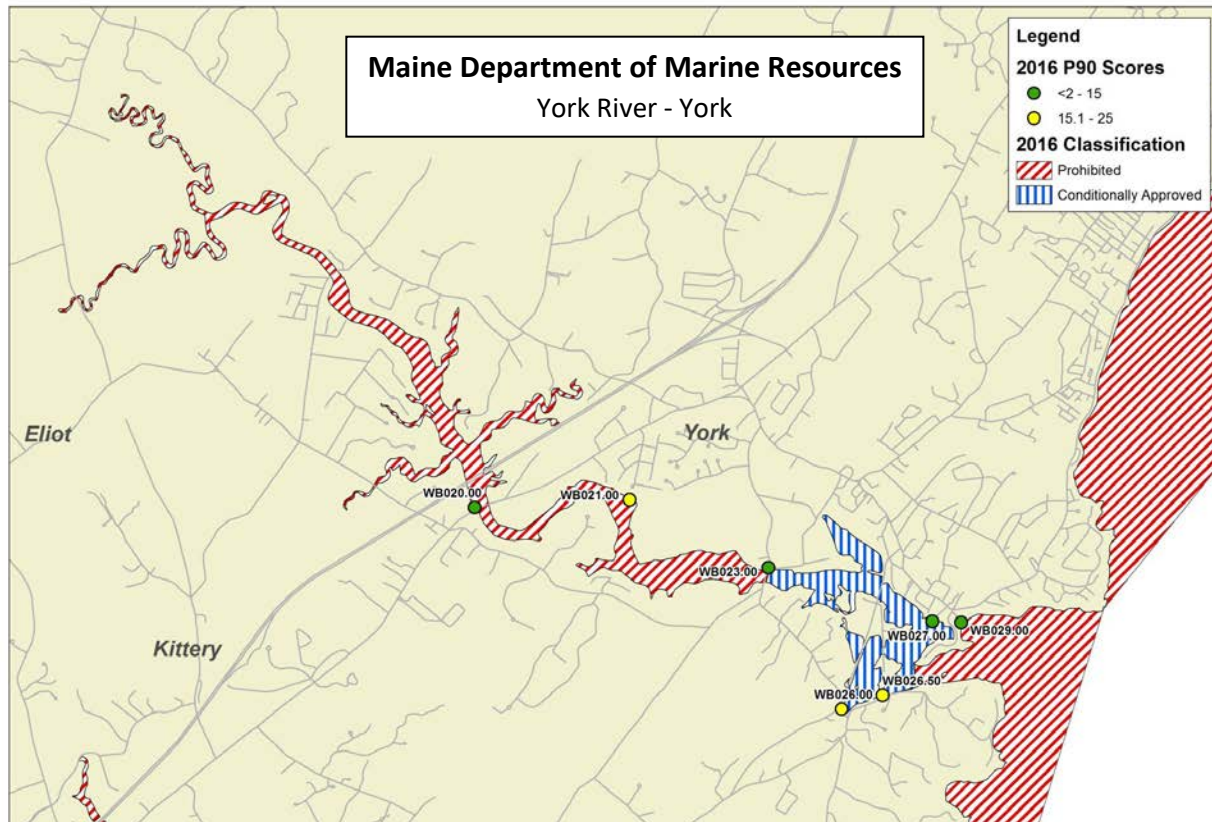 Maine Department of Marine Resources
York River - York
Legend
2016 P90 Scores
<2 - 15
15.1 - 25
2016 Classification
Prohibited
Conditionally Approved
Eliot
York
WB020.00
WB021.00
WB023.00
Kittery
WB027.00
WB029.00
WB026.50
WB026.00